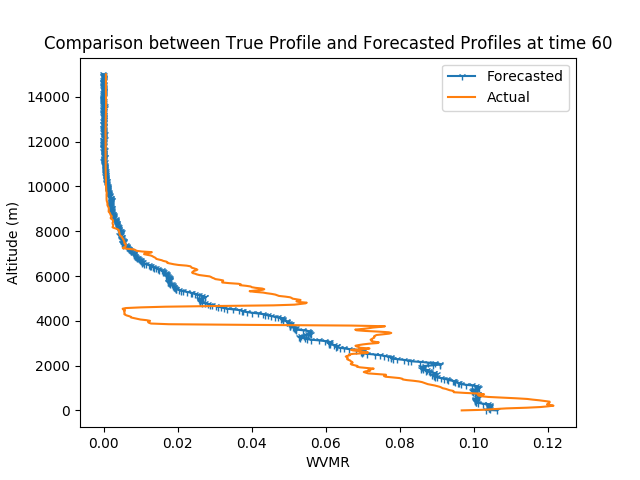 Comparison between True Profile and Forecasted Profiles at time 60
Forecasted
Actual
14000
12000
10000
8000
6000
4000
2000
0
Altitude (m)
0.00 0.02 0.04 0.06 0.08 0.10 0.12
WVMR